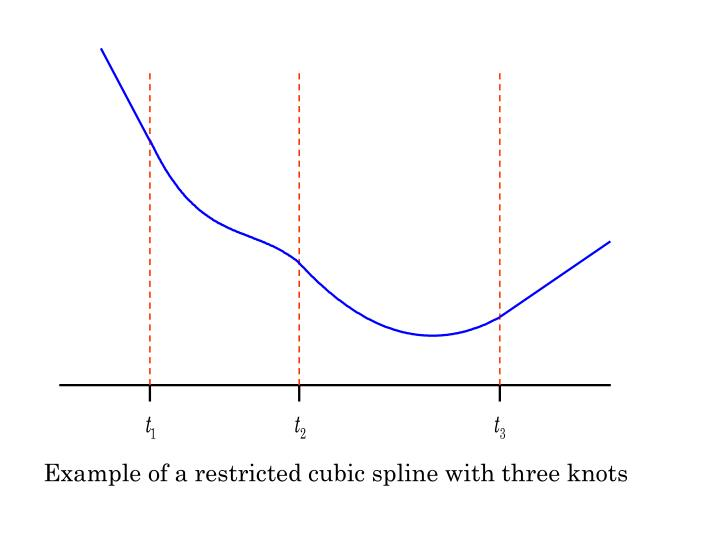 t1 t2 t3
Example of a restricted cubic spline with three knots